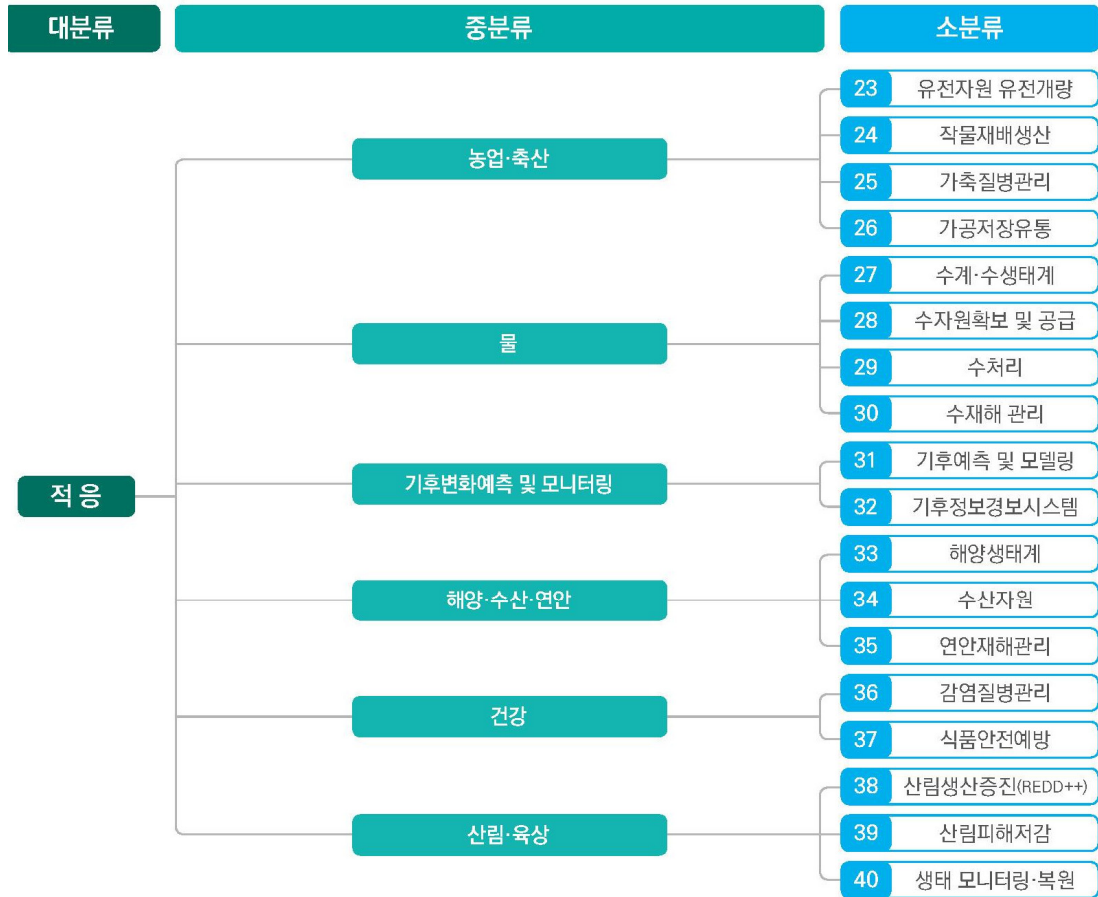 대분류
중분류
소분류
적응
농업·축산
23 유전자원 유전개량
24 작물재배생산
25 가축질병관리
26 가공저장유통
물
27 수계·수생태계
28 수자원확보 및 공급
29 수처리
30 수재해 관리
기후변화예측 및 모니터링
31 기후예측 및 모델링
32 기후정보경보시스템
해양·수산·연안
33 해양생태계
34 수산자원
35 연안재해관리
건강
36 감염질병관리
37 식품안전예방
산림·육상
38 산림생산증진(REDD++)
39 산림피해저감
40 생태 모니터링·복원